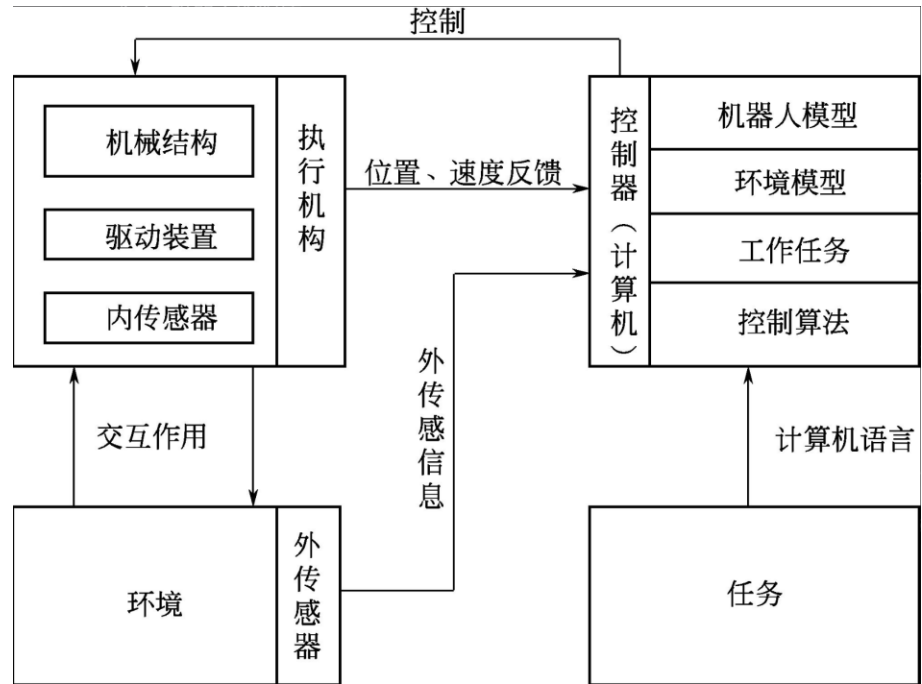 控制
机械结构
驱动装置
内传感器
执行机构
位置、速度反馈
控制器（计算机）
机器人模型
环境模型
工作任务
控制算法
交互作用
外传感信息
计算机语言
环境
外传感器
任务